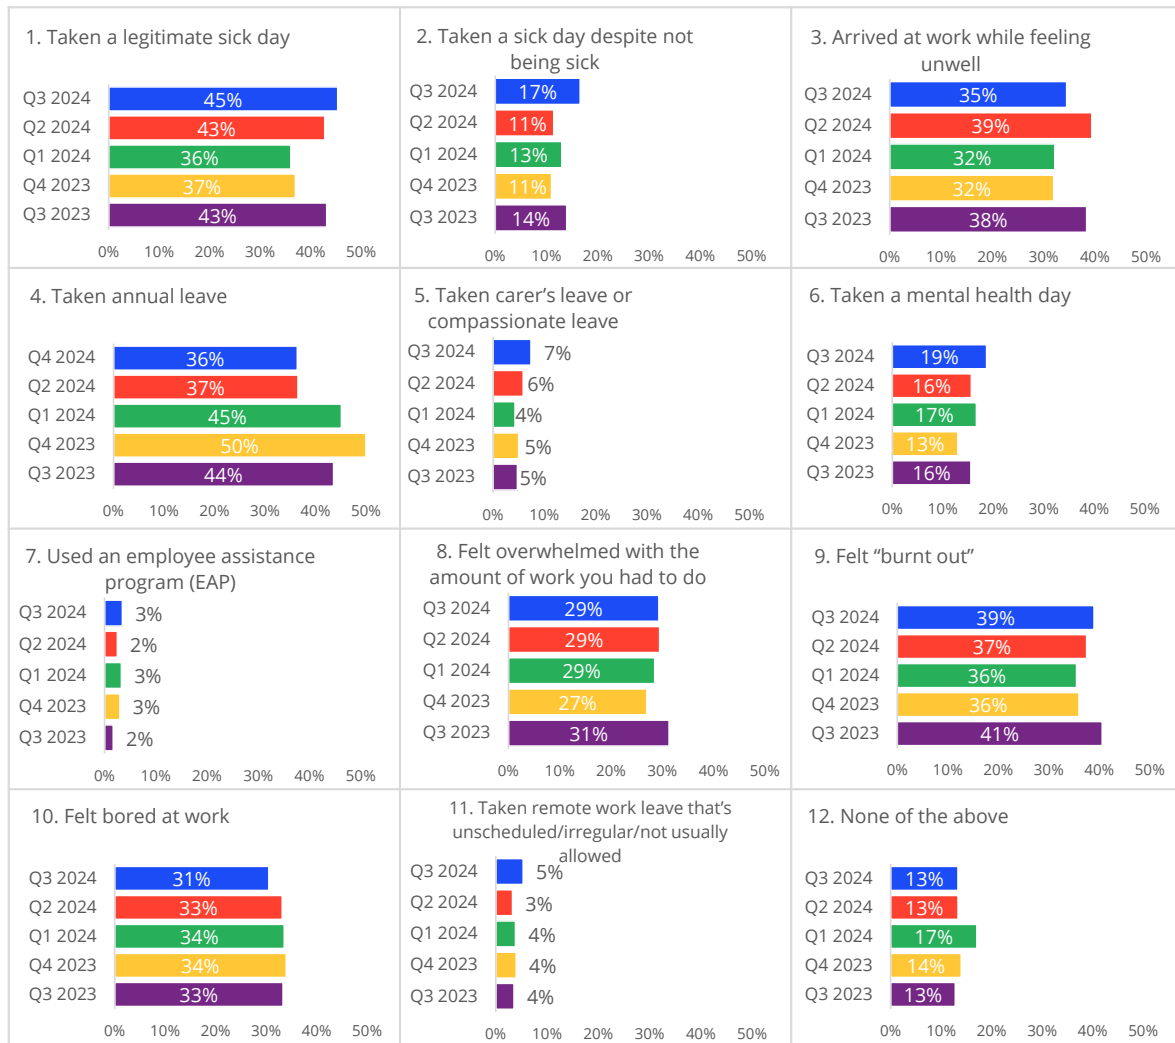 1. Taken a legitimate sick day
Q3 2024
45%
Q2 2024
43%
Q1 2024
36%
Q4 2023
37%
Q3 2023
43%
0% 10% 20% 30% 40% 50%
2. Taken a sick day despite not
being sick
Q3 2024
17%
Q2 2024
11%
Q1 2024
13%
Q4 2023
11%
Q3 2023
14%
0% 10% 20% 30% 40% 50%
3. Arrived at work while feeling
unwell
Q3 2024
35%
Q2 2024
39%
Q1 2024
32%
Q4 2023
32%
Q3 2023
38%
0% 10% 20% 30% 40% 50%
4. Taken annual leave
Q4 2024
36%
Q2 2024
37%
Q1 2024
45%
Q4 2023
50%
Q3 2023
44%
0% 10% 20% 30% 40% 50%
5. Taken carer’s leave or
compassionate leave
Q3 2024
7%
Q2 2024
6%
Q1 2024
4%
Q4 2023
5%
Q3 2023
5%
0% 10% 20% 30% 40% 50%
6. Taken a mental health day
Q3 2024
19%
Q2 2024
16%
Q1 2024
17%
Q4 2023
13%
Q3 2023
16%
0% 10% 20% 30% 40% 50%
7. Used an employee assistance
program (EAP)
Q3 2024
3%
Q2 2024
2%
Q1 2024
3%
Q4 2023
3%
Q3 2023
2%
0% 10% 20% 30% 40% 50%
8. Felt overwhelmed with the
amount of work you had to do
Q3 2024
29%
Q2 2024
29%
Q1 2024
29%
Q4 2023
27%
Q3 2023
31%
0% 10% 20% 30% 40% 50%
9. Felt “burnt out”
Q3 2024
39%
Q2 2024
37%
Q1 2024
36%
Q4 2023
36%
Q3 2023
41%
0% 10% 20% 30% 40% 50%
10. Felt bored at work
Q3 2024
31%
Q2 2024
33%
Q1 2024
34%
Q4 2023
34%
Q3 2023
33%
0% 10% 20% 30% 40% 50%
11. Taken remote work leave that’s
unscheduled/irregular/not usually
allowed
Q3 2024
5%
Q2 2024
3%
Q1 2024
4%
Q4 2023
4%
Q3 2023
4%
0% 10% 20% 30% 40% 50%
12. None of the above
Q3 2024
13%
Q2 2024
13%
Q1 2024
17%
Q4 2023
14%
Q3 2023
13%
0% 10% 20% 30% 40% 50%